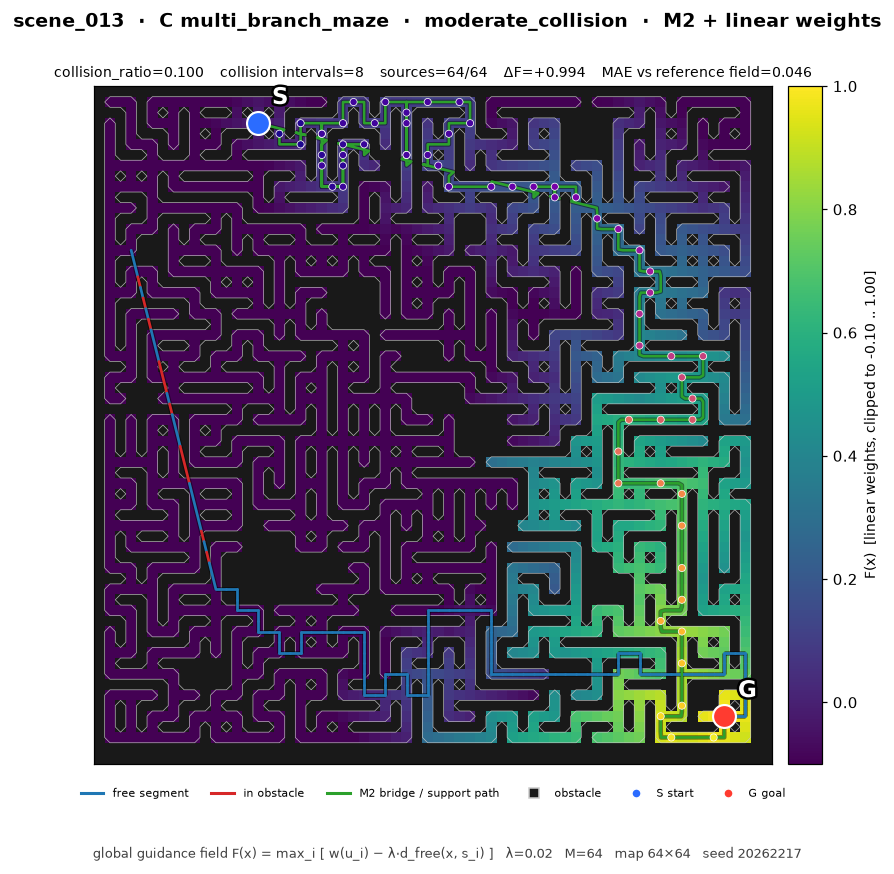 scene_013 · C multi_branch_maze · moderate_collision · M2 + linear weights
collision_ratio=0.100 collision intervals=8 sources=64/64 ΔF=+0.994 MAE vs reference field=0.046
S
G
1.0
0.8
0.6
0.4
0.2
0.0
F(x) [linear weights, clipped to -0.10 .. 1.00]
free segment in obstacle M2 bridge / support path obstacle S start G goal
global guidance field F(x) = max_i [ w(u_i) − λ·d_free(x, s_i) ] λ=0.02 M=64 map 64×64 seed 20262217